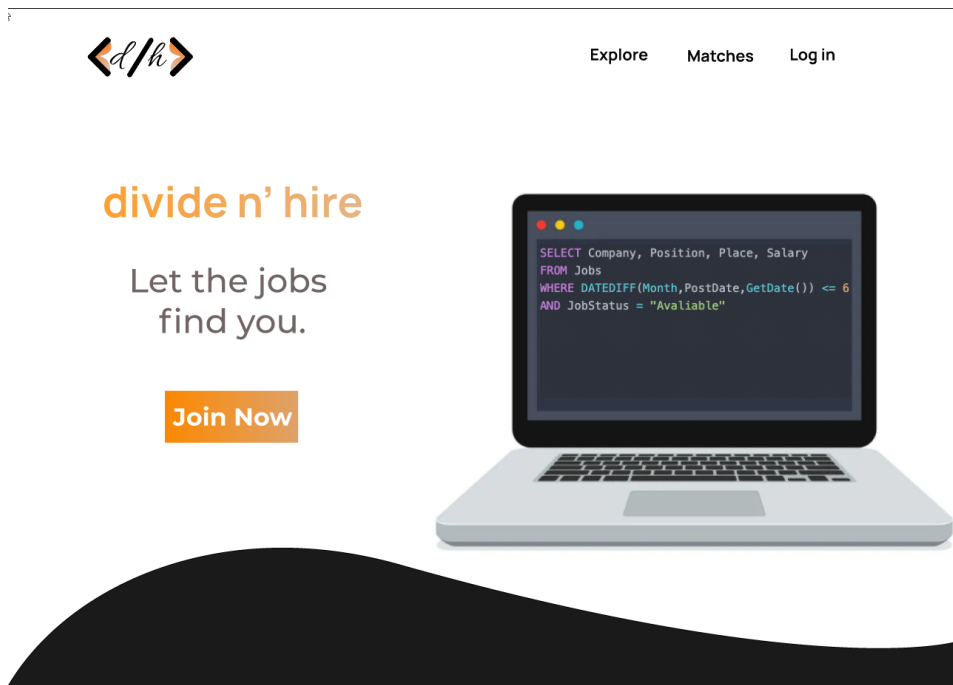 d/h
Explore Matches Log in
divide n’ hire
Let the jobs
find you.
Join Now
SELECT Company, Position, Place, Salary
FROM Jobs
WHERE DATEDIFF(Month,PostDate,GetDate()) <= 6
AND JobStatus = "Avaliable"